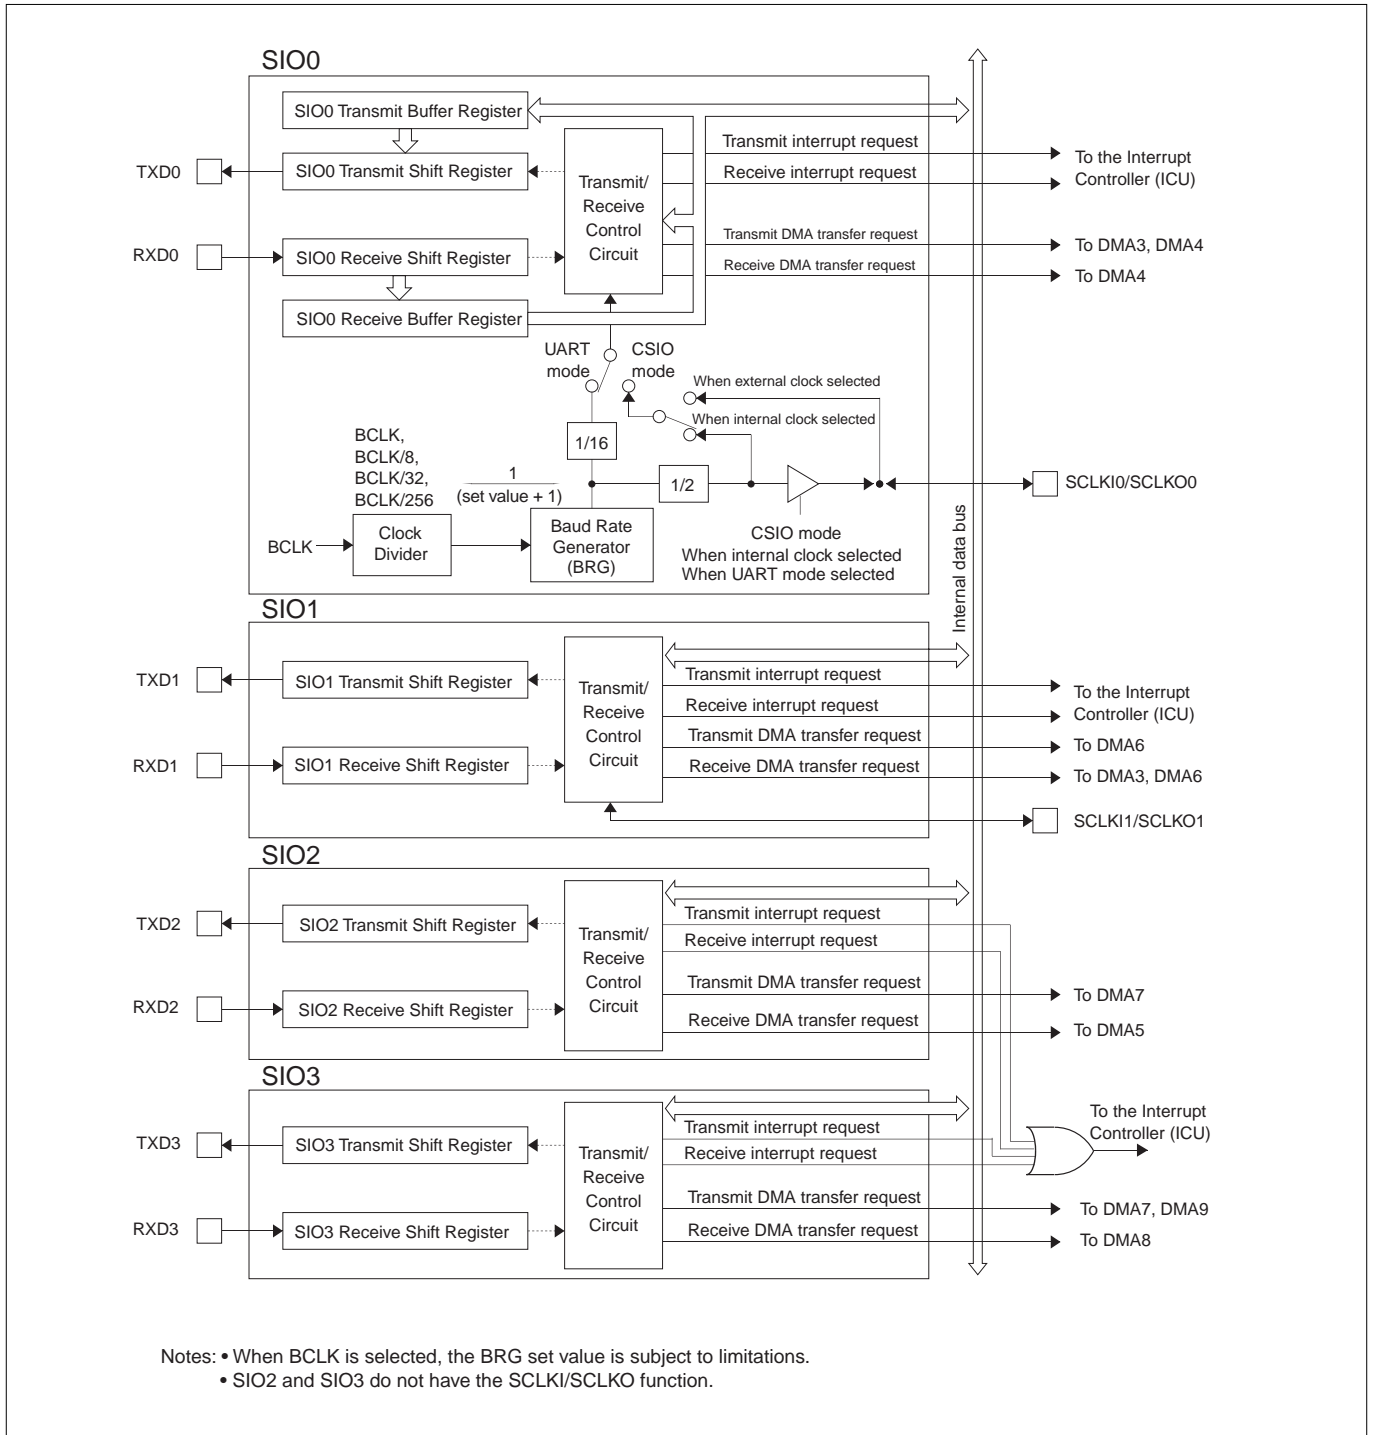 SIO0
SIO0 Transmit Buffer Register
TXD0
SIO0 Transmit Shift Register
Transmit/
Receive
Control
Circuit
Transmit interrupt request
Receive interrupt request
To the Interrupt
Controller (ICU)
RXD0
SIO0 Receive Shift Register
Transmit DMA transfer request
To DMA3, DMA4
Receive DMA transfer request
To DMA4
SIO0 Receive Buffer Register
UART
mode
CSIO
mode
When external clock selected
When internal clock selected
1/16
BCLK,
BCLK/8,
BCLK/32,
BCLK/256
1
(set value + 1)
1/2
SCLKI0/SCLKO0
BCLK
Clock
Divider
Baud Rate
Generator
(BRG)
CSIO mode
When internal clock selected
When UART mode selected
Internal data bus
SIO1
TXD1
SIO1 Transmit Shift Register
Transmit/
Receive
Control
Circuit
Transmit interrupt request
Receive interrupt request
To the Interrupt
Controller (ICU)
Transmit DMA transfer request
To DMA6
RXD1
SIO1 Receive Shift Register
Receive DMA transfer request
To DMA3, DMA6
SCLKI1/SCLKO1
SIO2
TXD2
SIO2 Transmit Shift Register
Transmit/
Receive
Control
Circuit
Transmit interrupt request
Receive interrupt request
RXD2
SIO2 Receive Shift Register
Transmit DMA transfer request
To DMA7
Receive DMA transfer request
To DMA5
SIO3
TXD3
SIO3 Transmit Shift Register
Transmit/
Receive
Control
Circuit
Transmit interrupt request
Receive interrupt request
To the Interrupt
Controller (ICU)
RXD3
SIO3 Receive Shift Register
Transmit DMA transfer request
To DMA7, DMA9
Receive DMA transfer request
To DMA8
Notes: • When BCLK is selected, the BRG set value is subject to limitations.
• SIO2 and SIO3 do not have the SCLKI/SCLKO function.